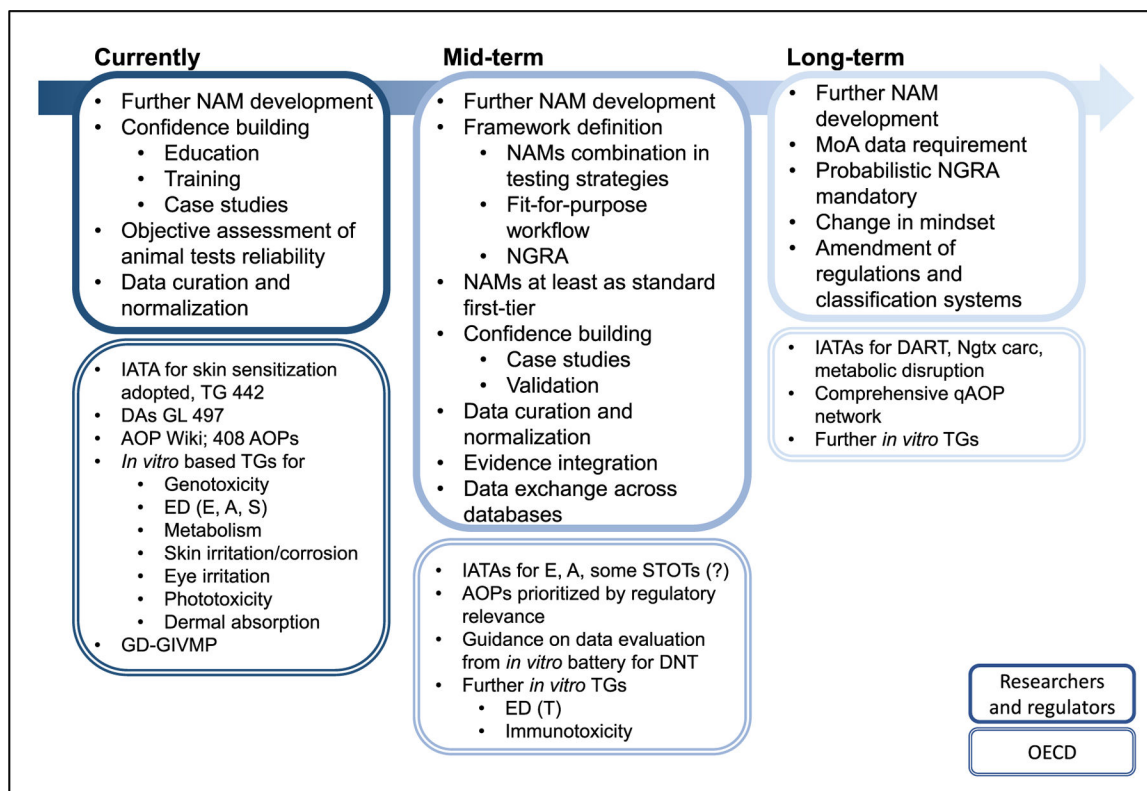 Currently
• Further NAM development
• Confidence building
• Education
• Training
• Case studies
• Objective assessment of
animal tests reliability
• Data curation and
normalization
• IATA for skin sensitization
adopted, TG 442
• DAs GL 497
• AOP Wiki; 408 AOPs
• In vitro based TGs for
• Genotoxicity
• ED (E, A, S)
• Metabolism
• Skin irritation/corrosion
• Eye irritation
• Phototoxicity
• Dermal absorption
• GD-GIVMP
Mid-term
• Further NAM development
• Framework definition
• NAMs combination in
testing strategies
• Fit-for-purpose
workflow
• NGRA
• NAMs at least as standard
first-tier
• Confidence building
• Case studies
• Validation
• Data curation and
normalization
• Evidence integration
• Data exchange across
databases
• IATAs for E, A, some STOTs (?)
• AOPs prioritized by regulatory
relevance
• Guidance on data evaluation
from in vitro battery for DNT
• Further in vitro TGs
• ED (T)
• Immunotoxicity
Long-term
• Further NAM
development
• MoA data requirement
• Probabilistic NGRA
mandatory
• Change in mindset
• Amendment of
regulations and
classification systems
• IATAs for DART, Ngtx carc,
metabolic disruption
• Comprehensive qAOP
network
• Further in vitro TGs
Researchers
and regulators
OECD